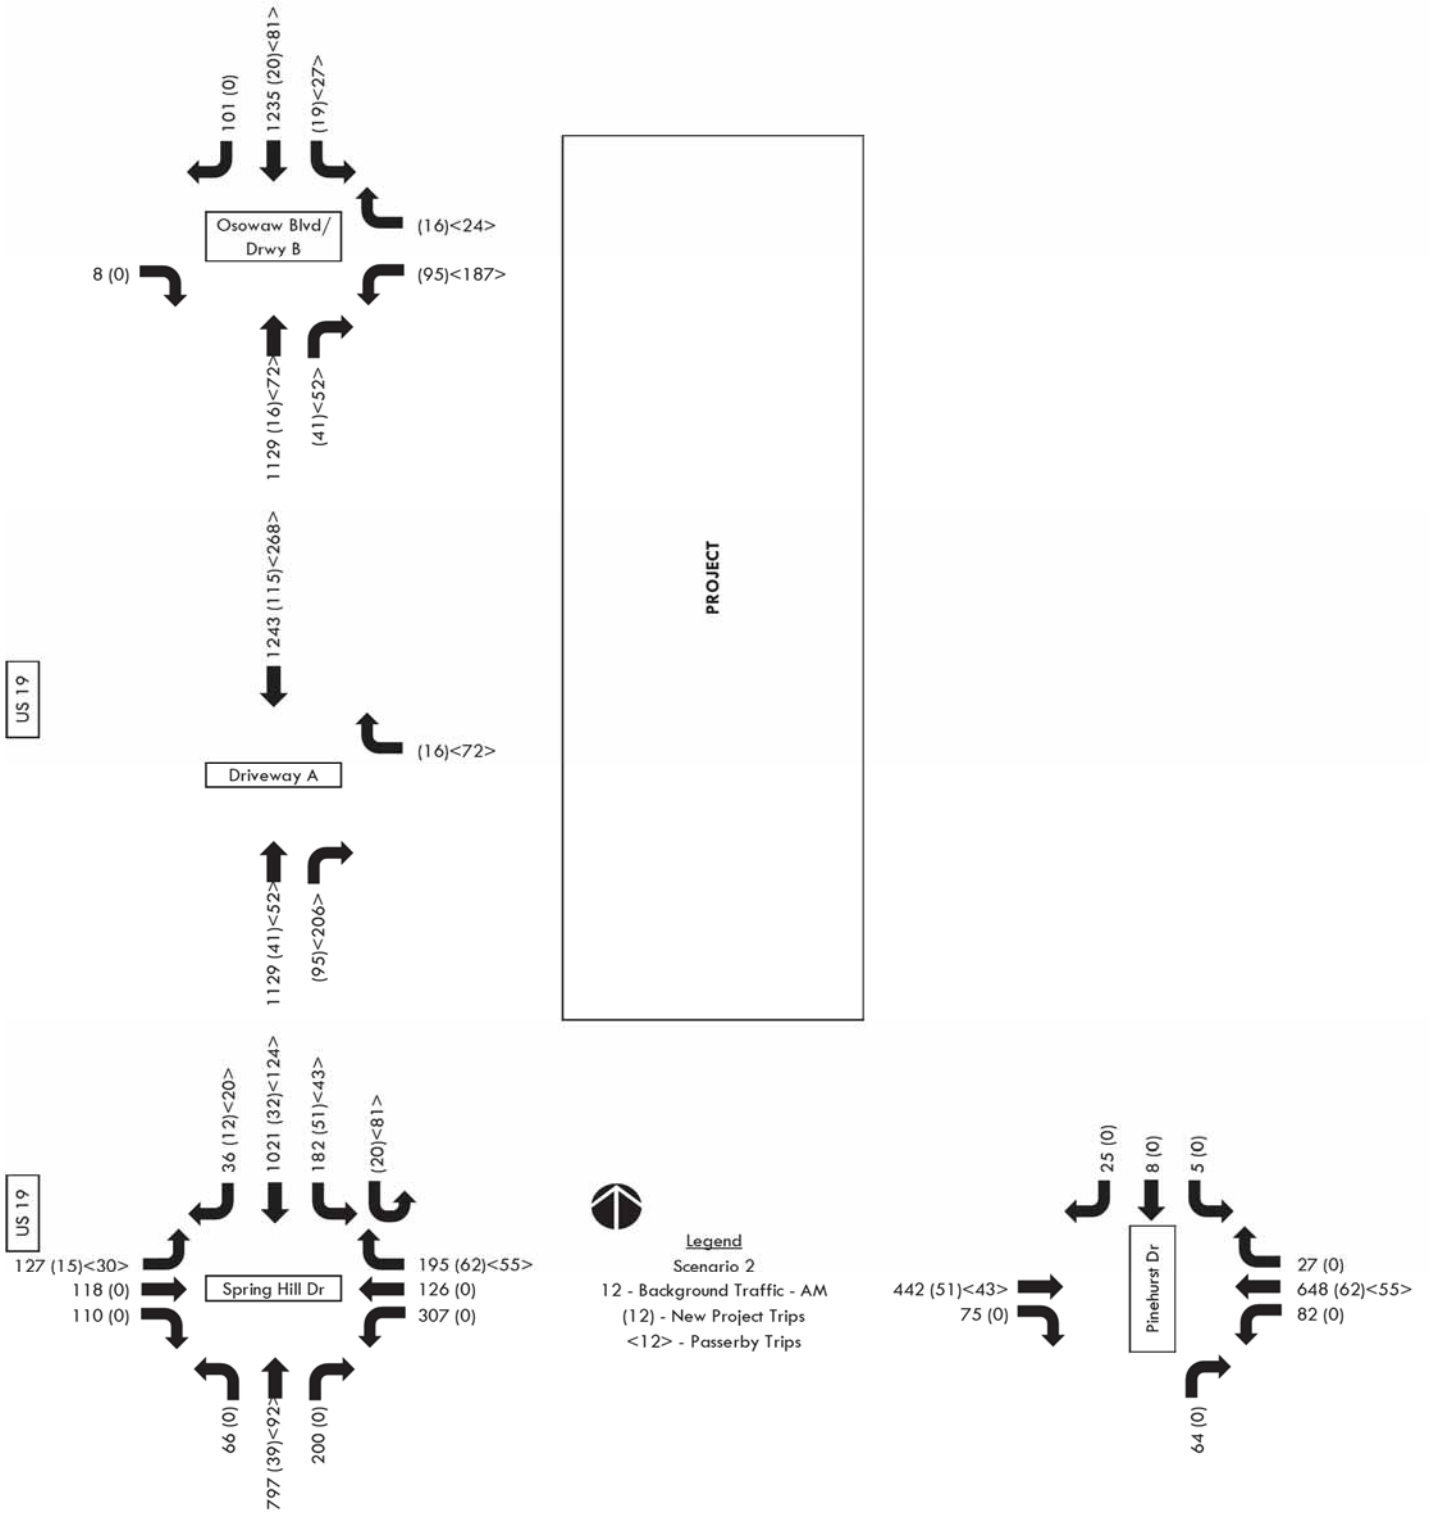 101 (0)
1235 (20)<81>
(19)<27>
Osowaw Blvd/
Drwy B
(16)<24>
8 (0)
(95)<187>
1129 (16)<72>
(41)<52>
PROJECT
1243 (115)<268>
US 19
(16)<72>
Driveway A
1129 (41)<52>
(95)<206>
36 (12)<20>
1021 (32)<124>
182 (51)<43>
(20)<81>
US 19
127 (15)<30>
118 (0)
110 (0)
Spring Hill Dr
195 (62)<55>
126 (0)
307 (0)
66 (0)
797 (39)<92>
200 (0)
Legend
Scenario 2
12 - Background Traffic - AM
(12) - New Project Trips
<12> - Passerby Trips
25 (0)
8 (0)
5 (0)
442 (51)<43>
75 (0)
Pinehurst Dr
27 (0)
648 (62)<55>
82 (0)
64 (0)